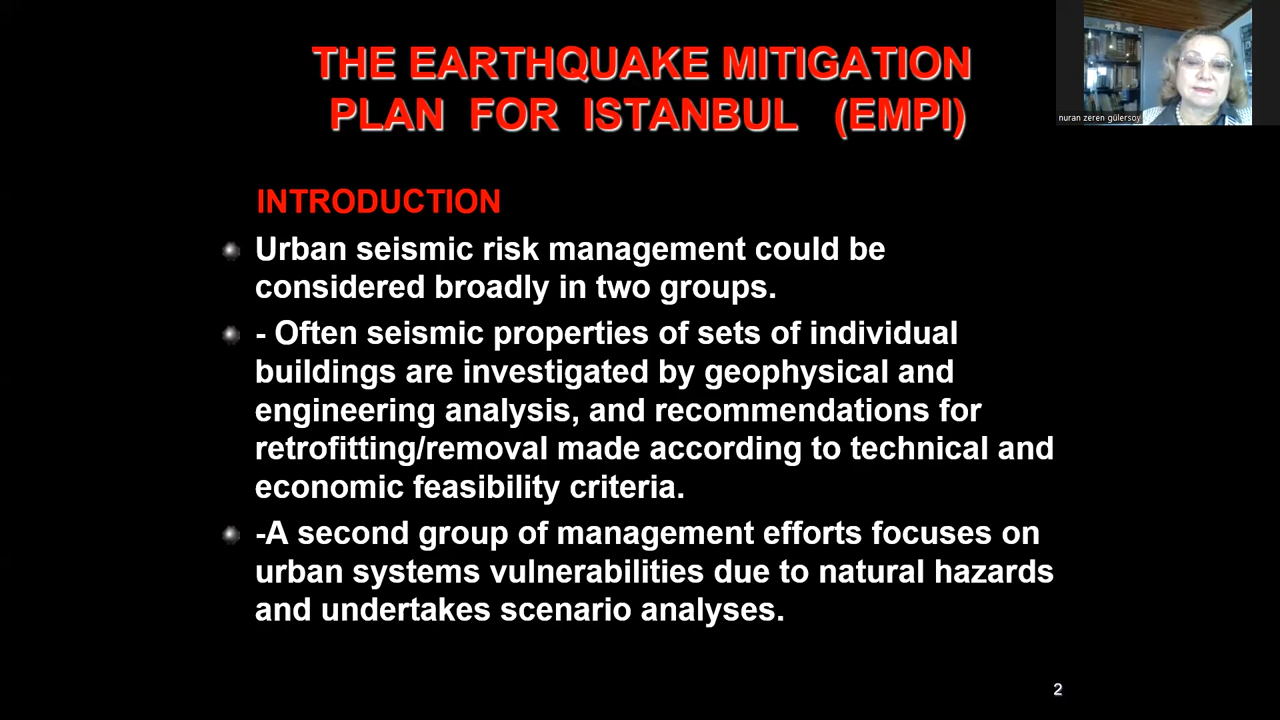 THE EARTHQUAKE MITIGATION
PLAN FOR ISTANBUL (EMPI)
nuran zeren gülersoy
INTRODUCTION
Urban seismic risk management could be
considered broadly in two groups.
- Often seismic properties of sets of individual
buildings are investigated by geophysical and
engineering analysis, and recommendations for
retrofitting/removal made according to technical and
economic feasibility criteria.
-A second group of management efforts focuses on
urban systems vulnerabilities due to natural hazards
and undertakes scenario analyses.
2